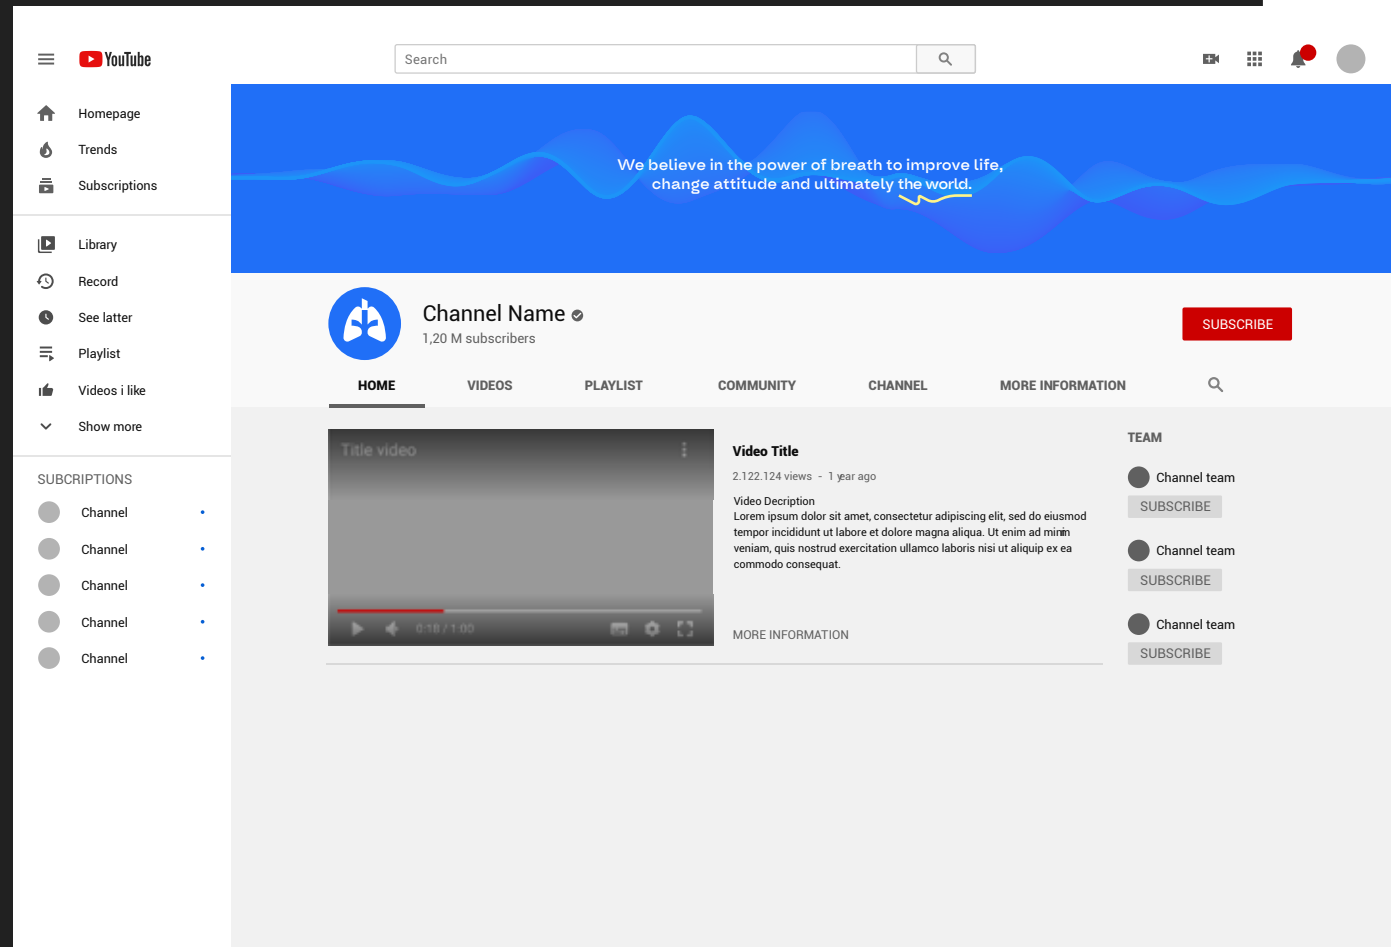 YouTube
Search
Homepage
Trends
Subscriptions
Library
Record
See latter
Playlist
Videos i like
Show more
SUBCRIPTIONS
Channel
Channel
Channel
Channel
Channel
We believe in the power of breath to improve life,
change attitude and ultimately the world.
Channel Name
1,20 M subscribers
SUBSCRIBE
HOME VIDEOS PLAYLIST COMMUNITY CHANNEL MORE INFORMATION
Title video
0:18 / 1:00
Video Title
2.122.124 views - 1 year ago
Video Decription
Lorem ipsum dolor sit amet, consectetur adipiscing elit, sed do eiusmod
tempor incididunt ut labore et dolore magna aliqua. Ut enim ad minim
veniam, quis nostrud exercitation ullamco laboris nisi ut aliquip ex ea
commodo consequat.
MORE INFORMATION
TEAM
Channel team
SUBSCRIBE
Channel team
SUBSCRIBE
Channel team
SUBSCRIBE